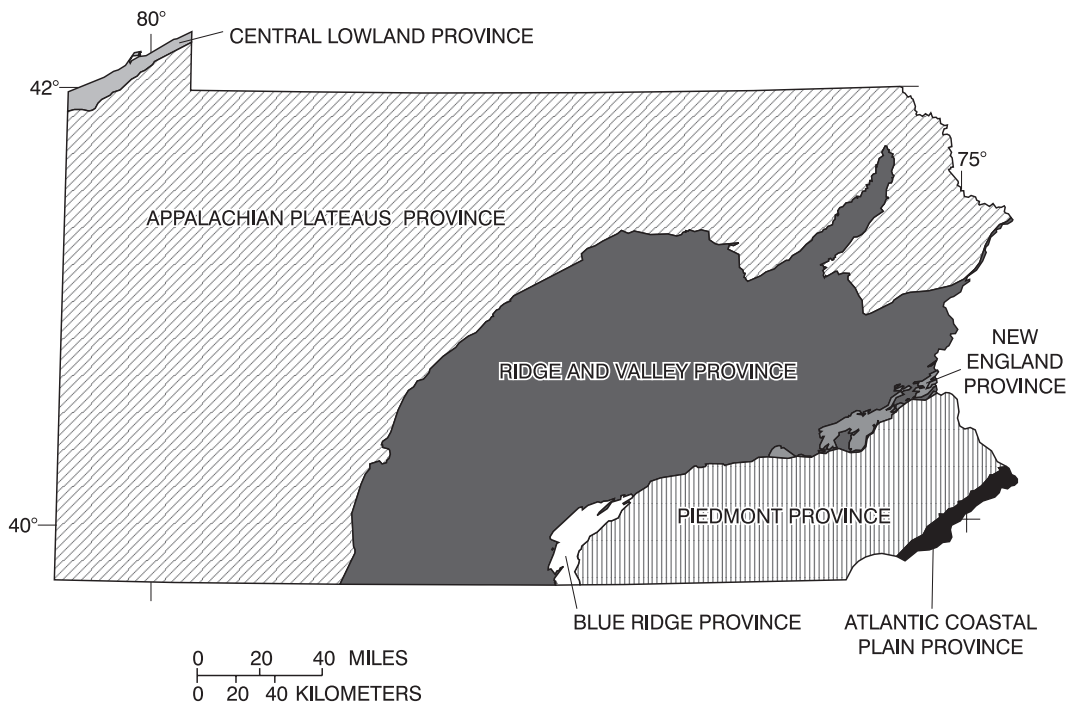 80°
CENTRAL LOWLAND PROVINCE
42°
75°
APPALACHIAN PLATEAUS PROVINCE
NEW
ENGLAND
PROVINCE
RIDGE AND VALLEY PROVINCE
40°
PIEDMONT PROVINCE
BLUE RIDGE PROVINCE
ATLANTIC COASTAL
PLAIN PROVINCE
0 20 40 MILES
0 20 40 KILOMETERS